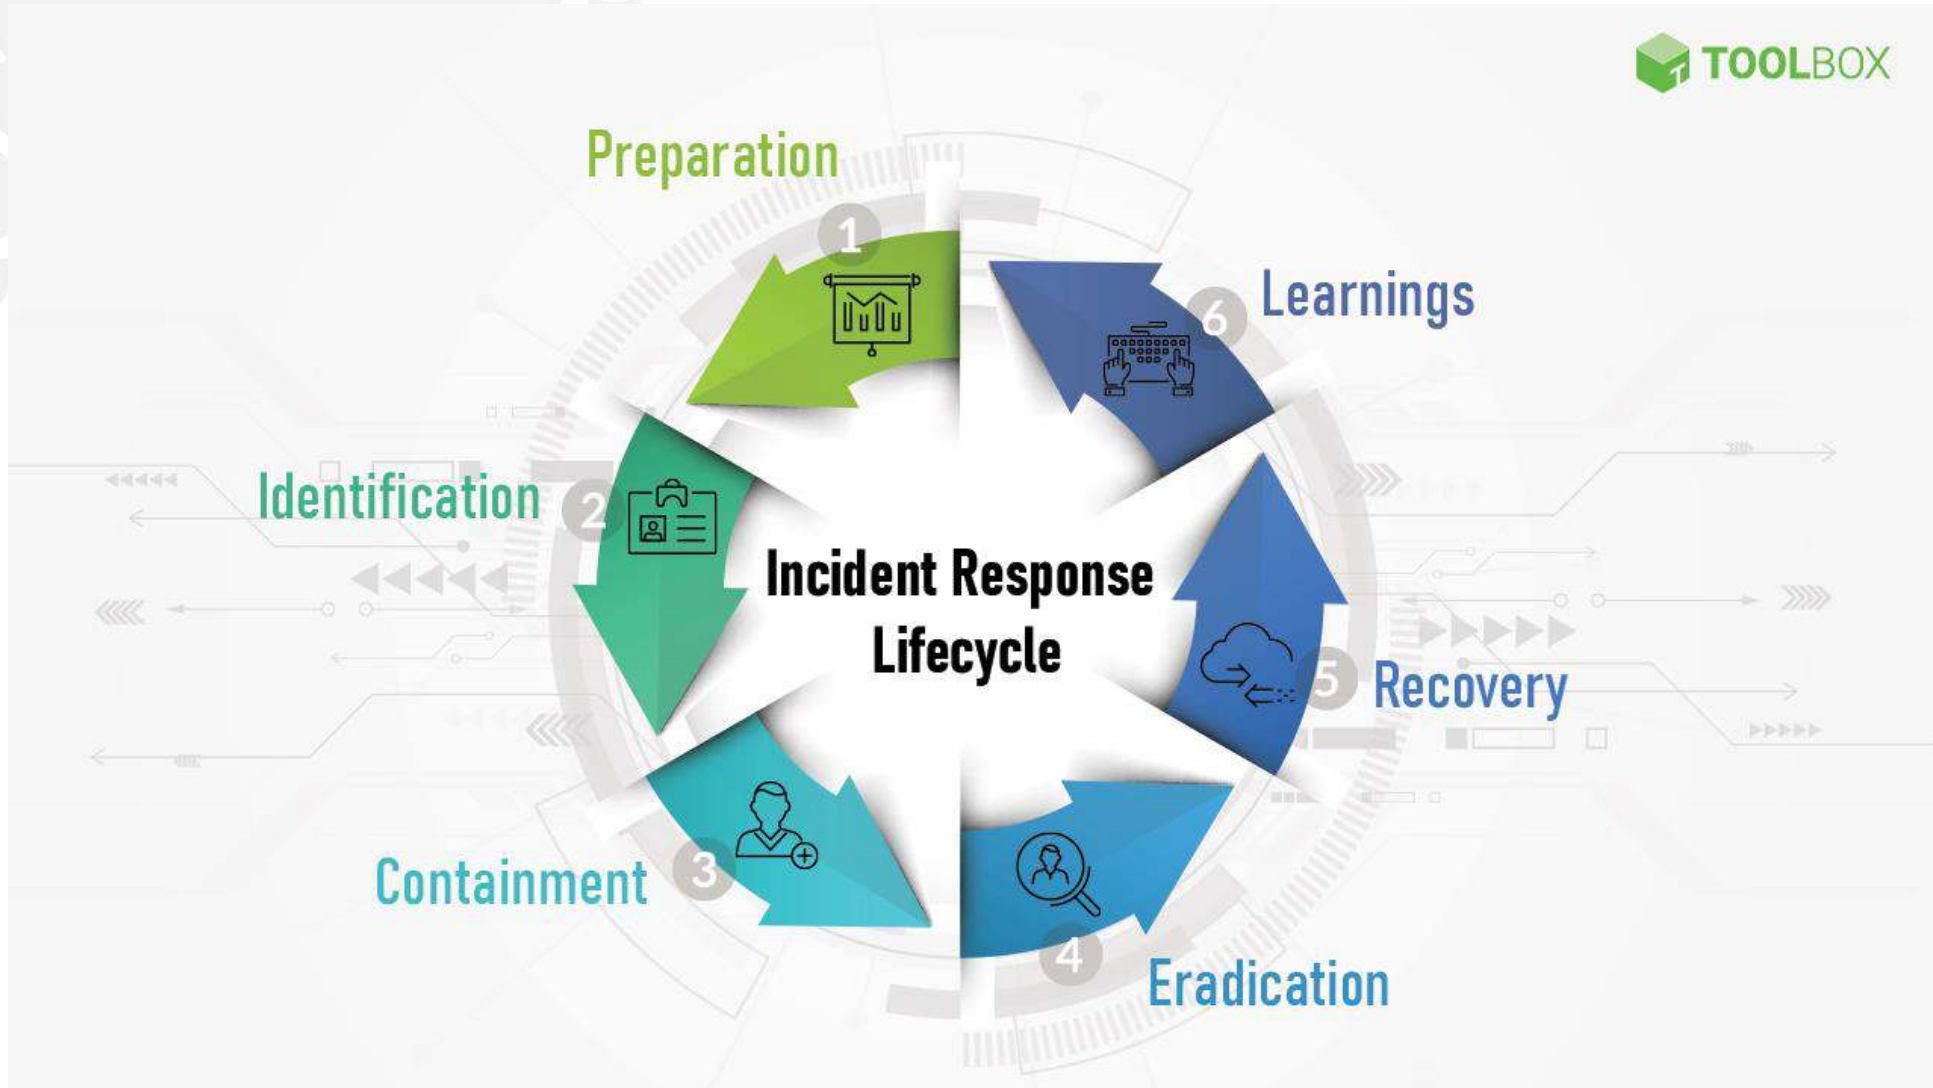 TOOLBOX
Preparation
1
Learnings
6
Identification
2
Incident Response
Lifecycle
5
Recovery
Containment
3
4
Eradication